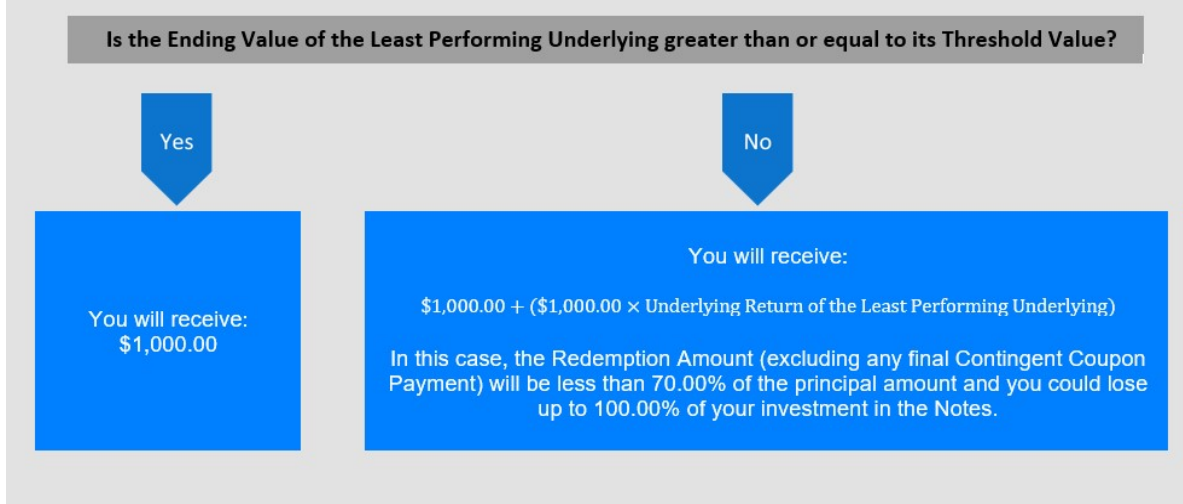 Is the Ending Value of the Least Performing Underlying greater than or equal to its Threshold Value?
Yes
No
You will receive:
$1,000.00
You will receive:
$1,000.00 + ($1,000.00 × Underlying Return of the Least Performing Underlying)
In this case, the Redemption Amount (excluding any final Contingent Coupon
Payment) will be less than 70.00% of the principal amount and you could lose
up to 100.00% of your investment in the Notes.